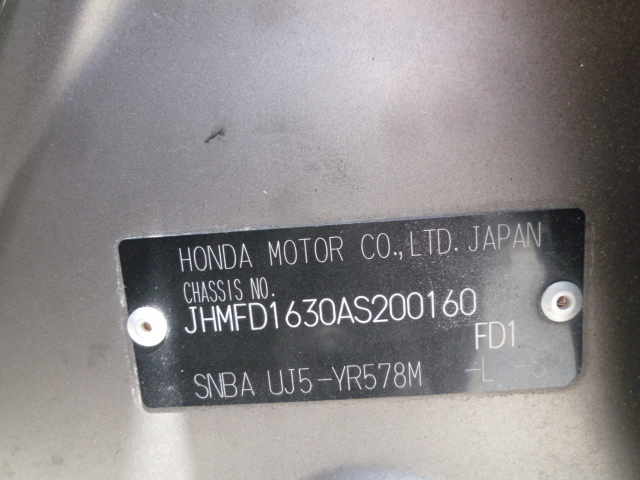 HONDA MOTOR CO., LTD. JAPAN
CHASSIS NO.
JHMFD1630AS200160
FD1
SNBA UJ5-YR578M -L -S